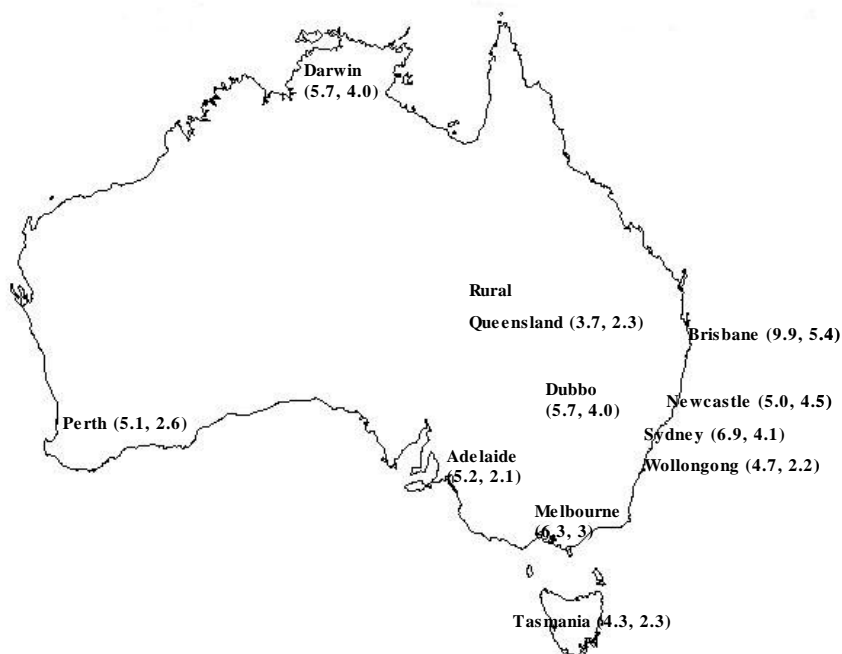 Darwin
(5.7, 4.0)
Rural
Queensland (3.7, 2.3)
Brisbane (9.9, 5.4)
Dubbo
(5.7, 4.0)
Newcastle (5.0, 4.5)
Perth (5.1, 2.6)
Sydney (6.9, 4.1)
Adelaide
(5.2, 2.1)
Wollongong (4.7, 2.2)
Melbourne
(6.3, 3)
Tasmania (4.3, 2.3)